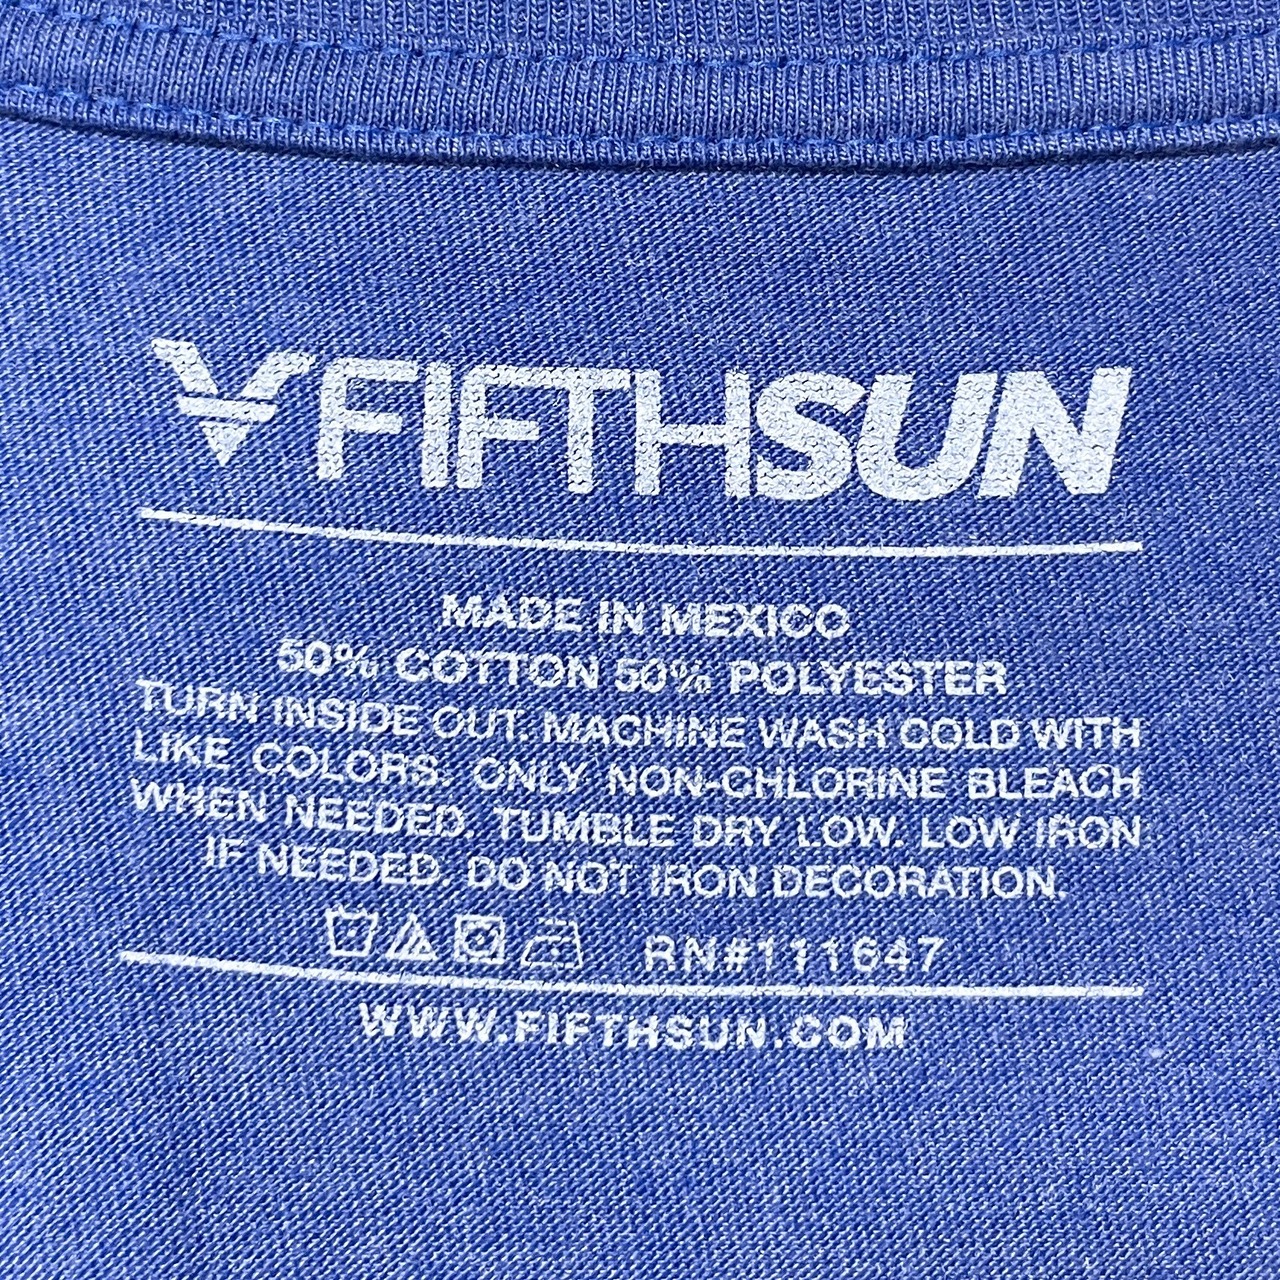 FIFTHSUN
MADE IN MEXICO
50% COTTON 50% POLYESTER
TURN INSIDE OUT. MACHINE WASH COLD WITH
LIKE COLORS. ONLY NON-CHLORINE BLEACH
WHEN NEEDED. TUMBLE DRY LOW. LOW IRON
IF NEEDED. DO NOT IRON DECORATION.
RN#111647
WWW.FIFTHSUN.COM